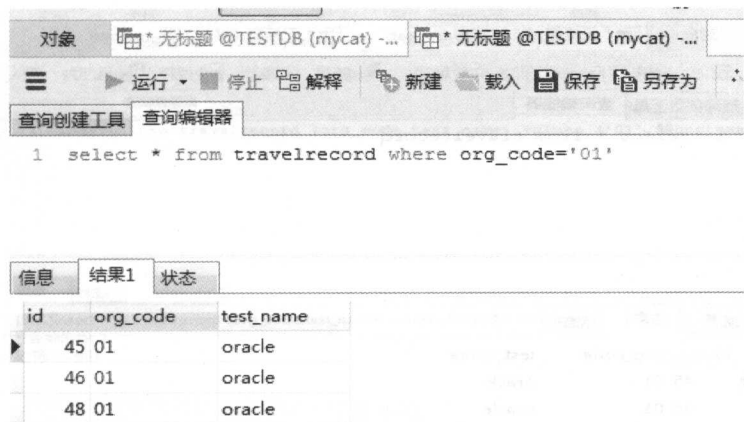 对象 * 无标题 @TESTDB (mycat) -... * 无标题 @TESTDB (mycat) -...
运行 停止 解释 新建 载入 保存 另存为
查询创建工具 查询编辑器
1 select * from travelrecord where org_code='01'
信息 结果1 状态
id org_code test_name
45 01 oracle
46 01 oracle
48 01 oracle